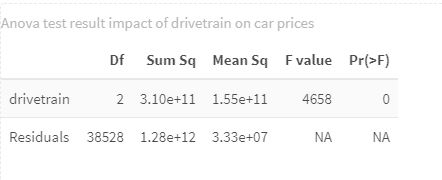 Anova test result impact of drivetrain on car prices
Df Sum Sq Mean Sq F value Pr(>F)
drivetrain 2 3.10e+11 1.55e+11 4658 0
Residuals 38528 1.28e+12 3.33e+07 NA NA